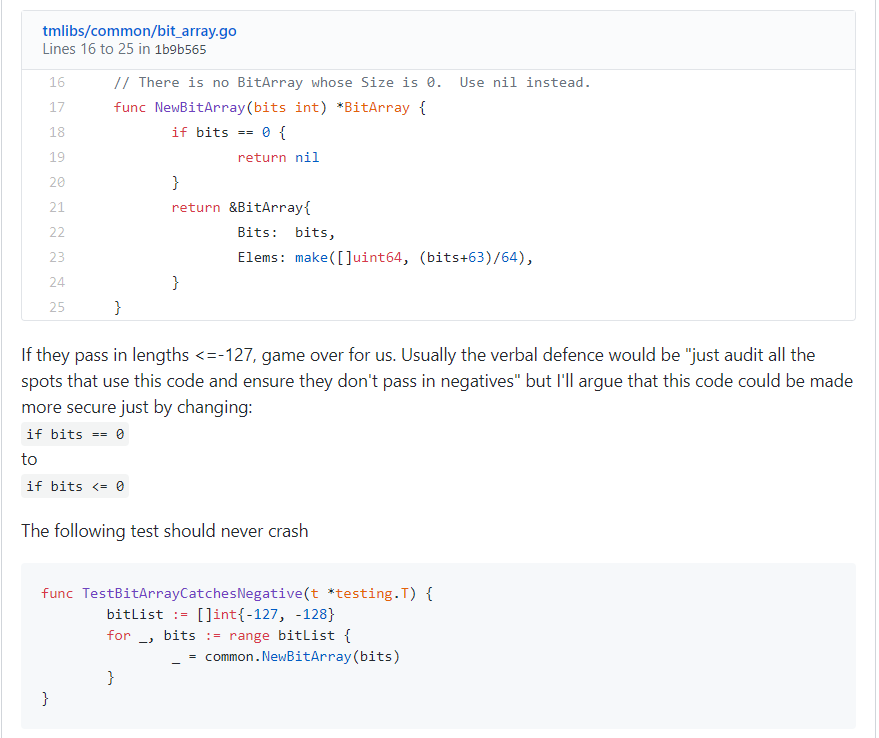 tmlibs/common/bit_array.go
Lines 16 to 25 in 1b9b565
16 // There is no BitArray whose Size is 0.  Use nil instead.
17 func NewBitArray(bits int) *BitArray {
18 if bits == 0 {
19 return nil
20 }
21 return &BitArray{
22 Bits:  bits,
23 Elems: make([]uint64, (bits+63)/64),
24 }
25 }
If they pass in lengths <=-127, game over for us. Usually the verbal defence would be "just audit all the
spots that use this code and ensure they don't pass in negatives" but I'll argue that this code could be made
more secure just by changing:
if bits == 0
to
if bits <= 0
The following test should never crash
func TestBitArrayCatchesNegative(t *testing.T) {
bitList := []int{-127, -128}
for _, bits := range bitList {
_ = common.NewBitArray(bits)
}
}